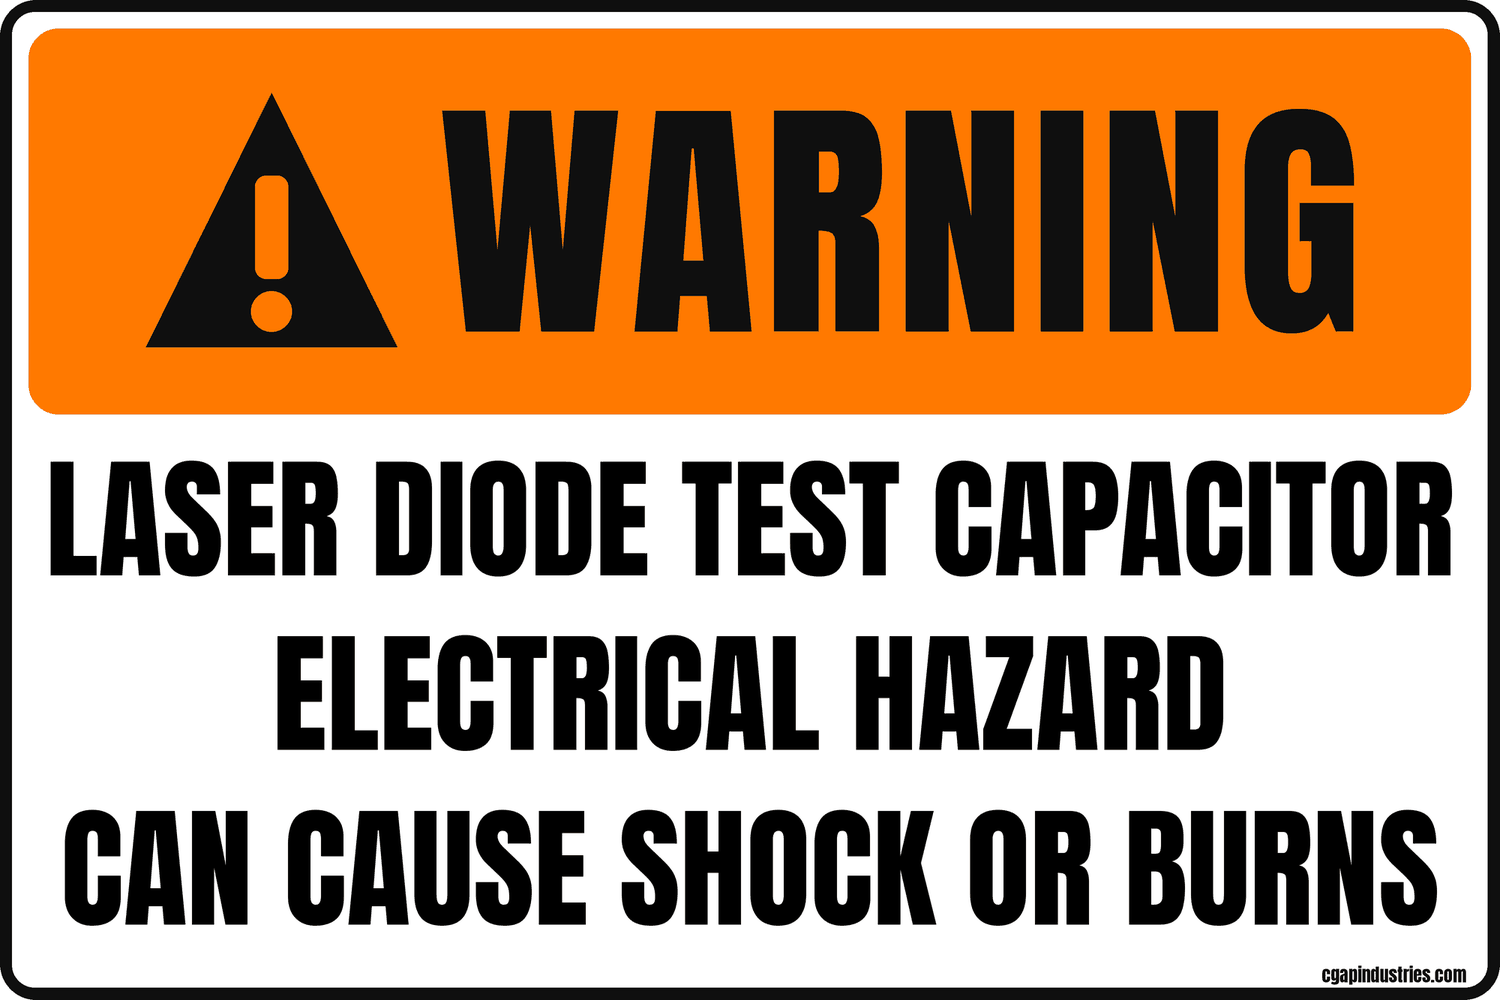 WARNING
LASER DIODE TEST CAPACITOR
ELECTRICAL HAZARD
CAN CAUSE SHOCK OR BURNS
cgapindustries.com